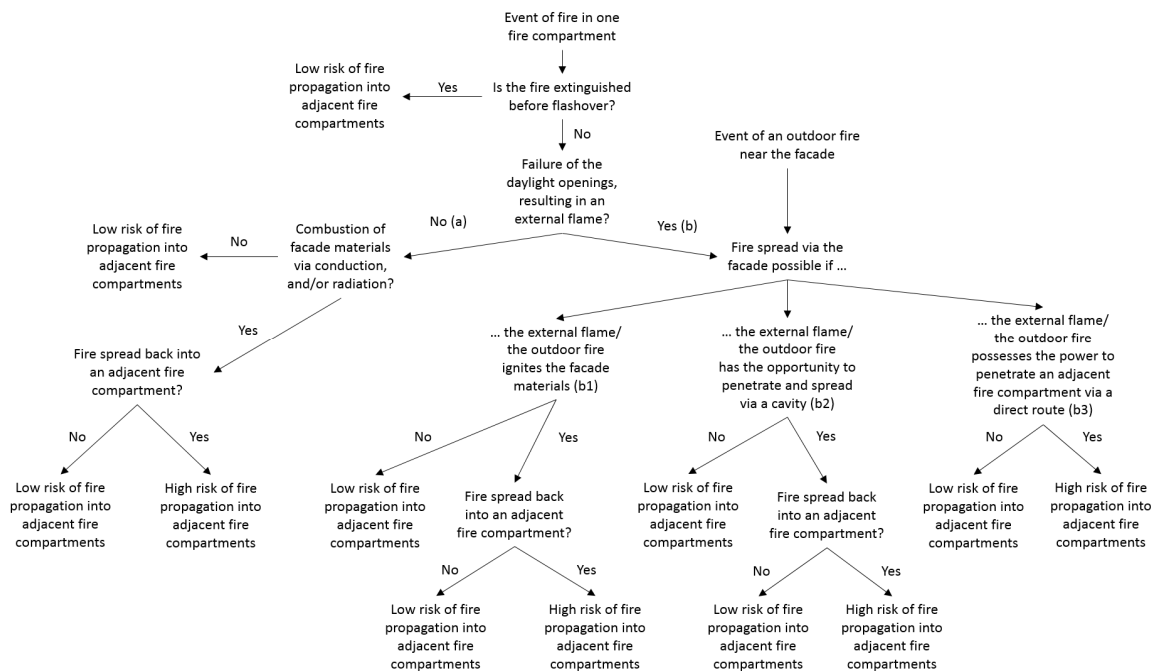 Event of fire in one
fire compartment
Low risk of fire
propagation into
adjacent fire
compartments
Yes
Is the fire extinguished
before flashover?
No
Event of an outdoor fire
near the facade
Failure of the
daylight openings,
resulting in an
external flame?
No (a)
Yes (b)
Low risk of fire
propagation into
adjacent fire
compartments
No
Combustion of
facade materials
via conduction,
and/or radiation?
Fire spread via the
facade possible if ...
Yes
Fire spread back into
an adjacent fire
compartment?
... the external flame/
the outdoor fire
ignites the facade
materials (b1)
... the external flame/
the outdoor fire
has the opportunity to
penetrate and spread
via a cavity (b2)
... the external flame/
the outdoor fire
possesses the power to
penetrate an adjacent
fire compartment via a
direct route (b3)
No
Yes
No
Yes
No
Yes
No
Yes
Low risk of fire
propagation into
adjacent fire
compartments
High risk of fire
propagation into
adjacent fire
compartments
Low risk of fire
propagation into
adjacent fire
compartments
Fire spread back
into an adjacent
fire compartment?
Low risk of fire
propagation into
adjacent fire
compartments
Fire spread back
into an adjacent
fire compartment?
Low risk of fire
propagation into
adjacent fire
compartments
High risk of fire
propagation into
adjacent fire
compartments
No
Yes
No
Yes
Low risk of fire
propagation into
adjacent fire
compartments
High risk of fire
propagation into
adjacent fire
compartments
Low risk of fire
propagation into
adjacent fire
compartments
High risk of fire
propagation into
adjacent fire
compartments